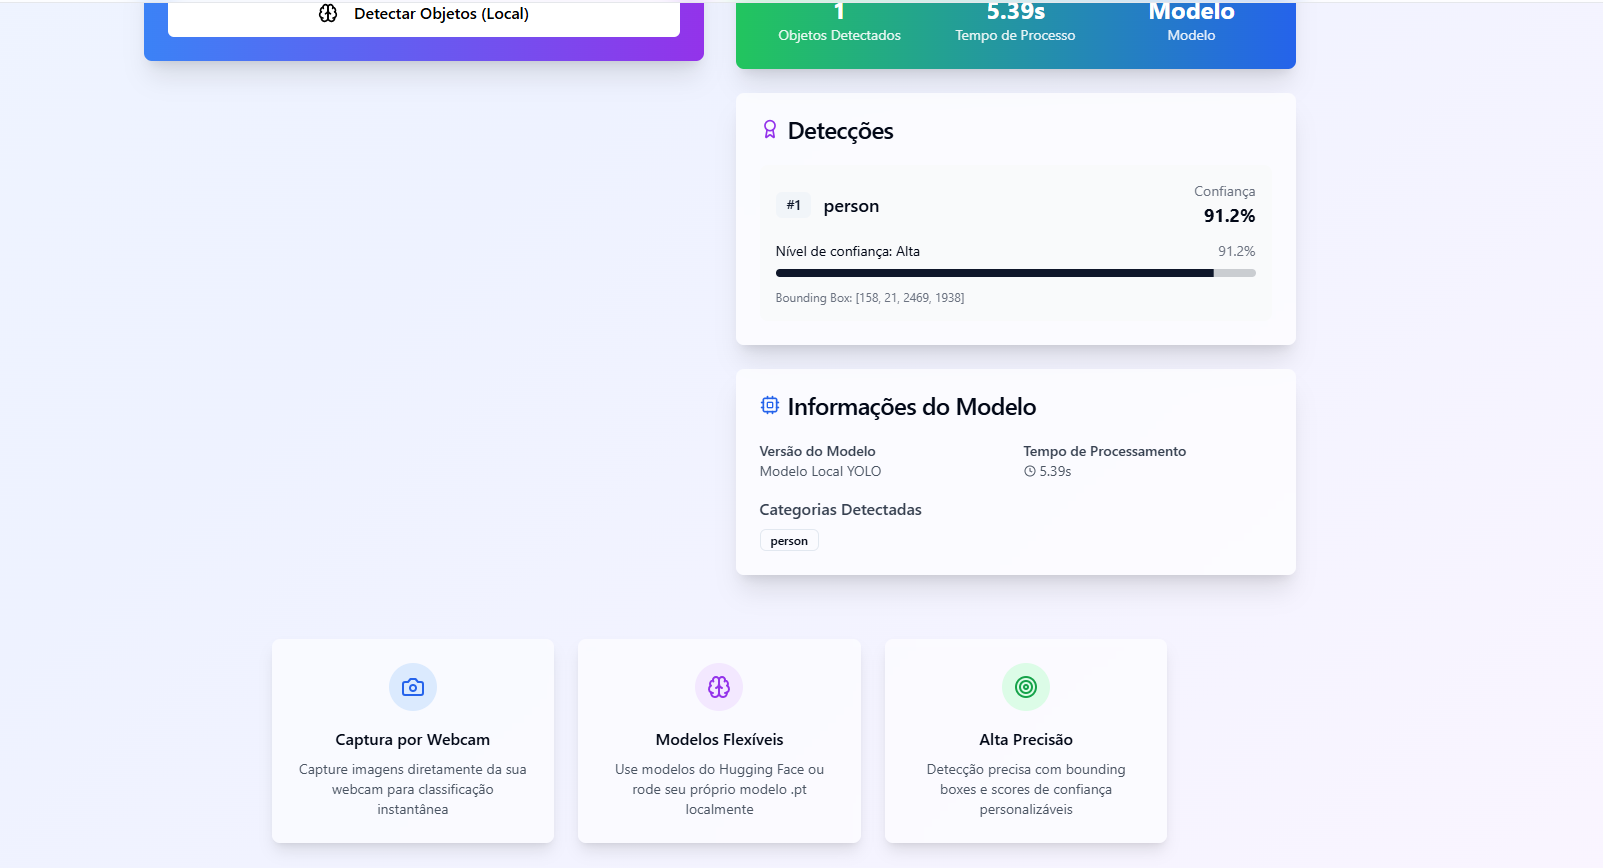 Detectar Objetos (Local)
1
Objetos Detectados
5.39s
Tempo de Processo
Modelo
Modelo
Detecções
#1
person
Confiança
91.2%
Nível de confiança: Alta
91.2%
Bounding Box: [158, 21, 2469, 1938]
Informações do Modelo
Versão do Modelo
Modelo Local YOLO
Tempo de Processamento
5.39s
Categorias Detectadas
person
Captura por Webcam
Capture imagens diretamente da sua
webcam para classificação
instantânea
Modelos Flexíveis
Use modelos do Hugging Face ou
rode seu próprio modelo .pt
localmente
Alta Precisão
Detecção precisa com bounding
boxes e scores de confiança
personalizáveis